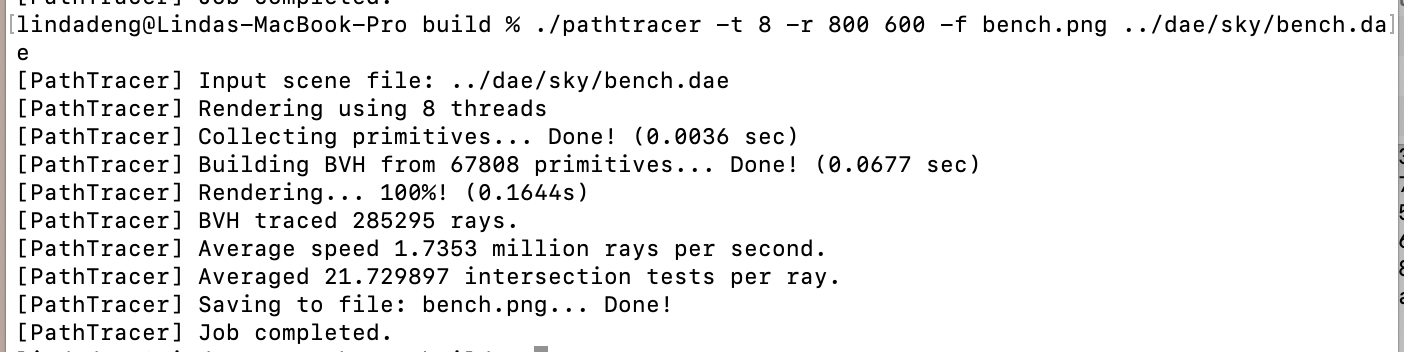 [PathTracer] Job completed.
[lindadeng@Lindas-MacBook-Pro build % ./pathtracer -t 8 -r 800 600 -f bench.png ../dae/sky/bench.da]
e
[PathTracer] Input scene file: ../dae/sky/bench.dae
[PathTracer] Rendering using 8 threads
[PathTracer] Collecting primitives... Done! (0.0036 sec)
[PathTracer] Building BVH from 67808 primitives... Done! (0.0677 sec)
[PathTracer] Rendering... 100%! (0.1644s)
[PathTracer] BVH traced 285295 rays.
[PathTracer] Average speed 1.7353 million rays per second.
[PathTracer] Averaged 21.729897 intersection tests per ray.
[PathTracer] Saving to file: bench.png... Done!
[PathTracer] Job completed.